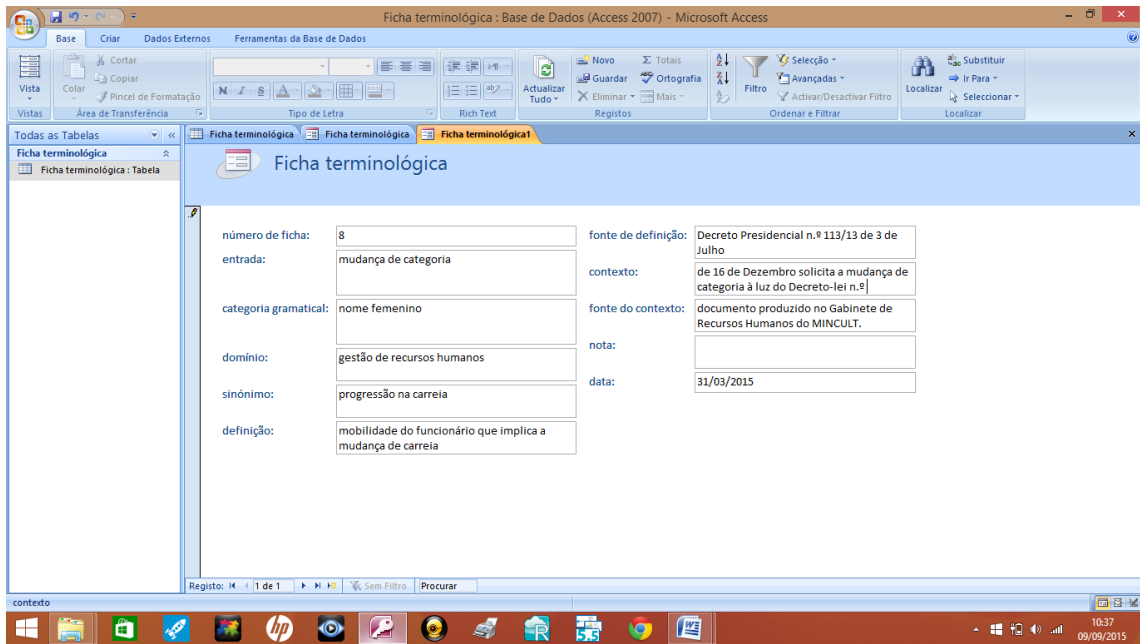 Ficha terminológica : Base de Dados (Access 2007) - Microsoft Access
Base Criar Dados Externos Ferramentas da Base de Dados
Vista
Vistas
Colar
Cortar
Copiar
Pincel de Formatação
Área de Transferência
N I S A
Tipo de Letra
ab
Rich Text
Actualizar
Tudo
Novo
Guardar
Eliminar
Σ Totais
Ortografia
Mais
Registos
Filtro
Selecção
Avançadas
Activar/Desactivar Filtro
Ordenar e Filtrar
Localizar
Substituir
Ir Para
Seleccionar
Localizar
Todas as Tabelas
Ficha terminológica
Ficha terminológica : Tabela
Ficha terminológica Ficha terminológica Ficha terminológica1
Ficha terminológica
número de ficha: 8
entrada: mudança de categoria
categoria gramatical: nome femenino
domínio: gestão de recursos humanos
sinónimo: progressão na carreia
definição: mobilidade do funcionário que implica a
mudança de carreia
fonte de definição: Decreto Presidencial n.º 113/13 de 3 de
Julho
contexto: de 16 de Dezembro solicita a mudança de
categoria à luz do Decreto-lei n.º
fonte do contexto: documento produzido no Gabinete de
Recursos Humanos do MINCULT.
nota:
data: 31/03/2015
Registo: 1 de 1 Sem Filtro Procurar
contexto
10:37
09/09/2015